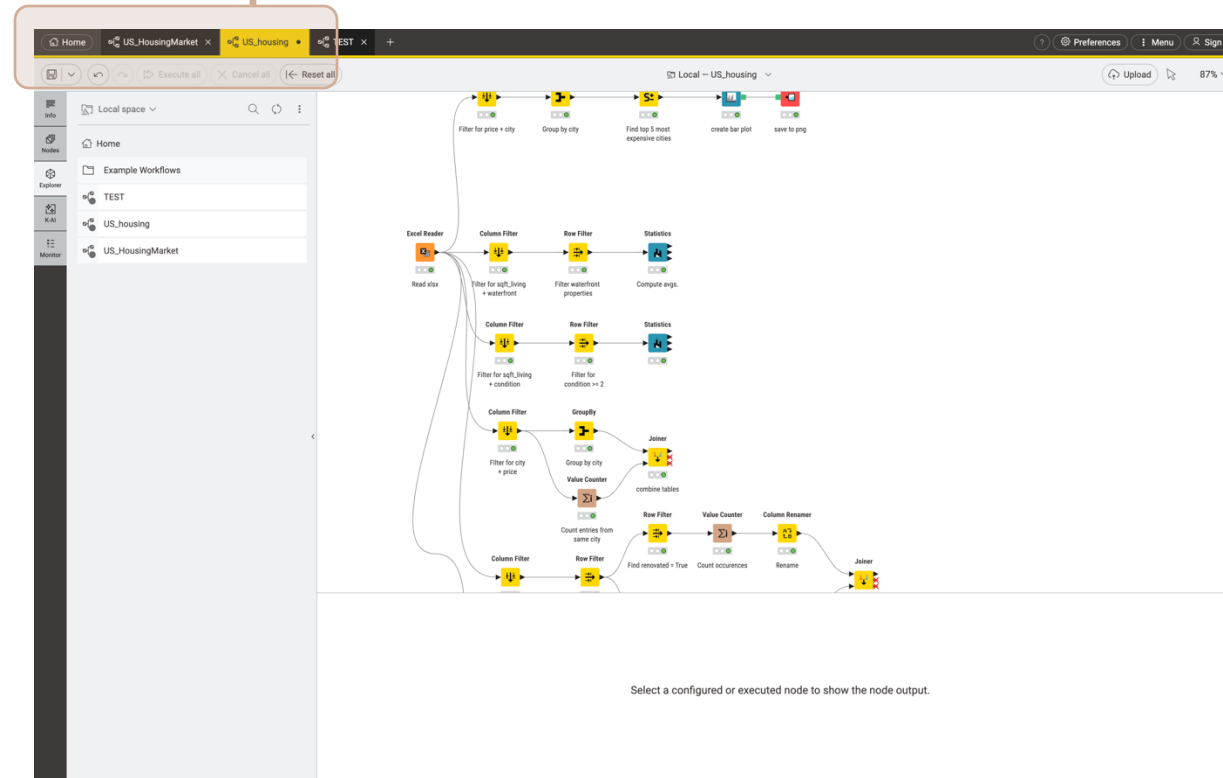 Home
US_HousingMarket
US_housing
TEST
?
Preferences
Menu
Sign
Execute all
Cancel all
Reset all
Local — US_housing
Upload
87%
Info
Nodes
Explorer
K-AI
Monitor
Local space
Home
Example Workflows
TEST
US_housing
US_HousingMarket
Filter for price + city
Group by city
Find top 5 most
expensive cities
create bar plot
save to png
Excel Reader
Column Filter
Row Filter
Statistics
Read xlsx
Filter for sqft_living
+ waterfront
Filter waterfront
properties
Compute avgs.
Column Filter
Row Filter
Statistics
Filter for sqft_living
+ condition
Filter for
condition >= 2
Column Filter
GroupBy
Joiner
Filter for city
+ price
Group by city
combine tables
Value Counter
Count entries from
same city
Row Filter
Value Counter
Column Renamer
Find renovated = True
Count occurences
Rename
Column Filter
Row Filter
Joiner
Select a configured or executed node to show the node output.